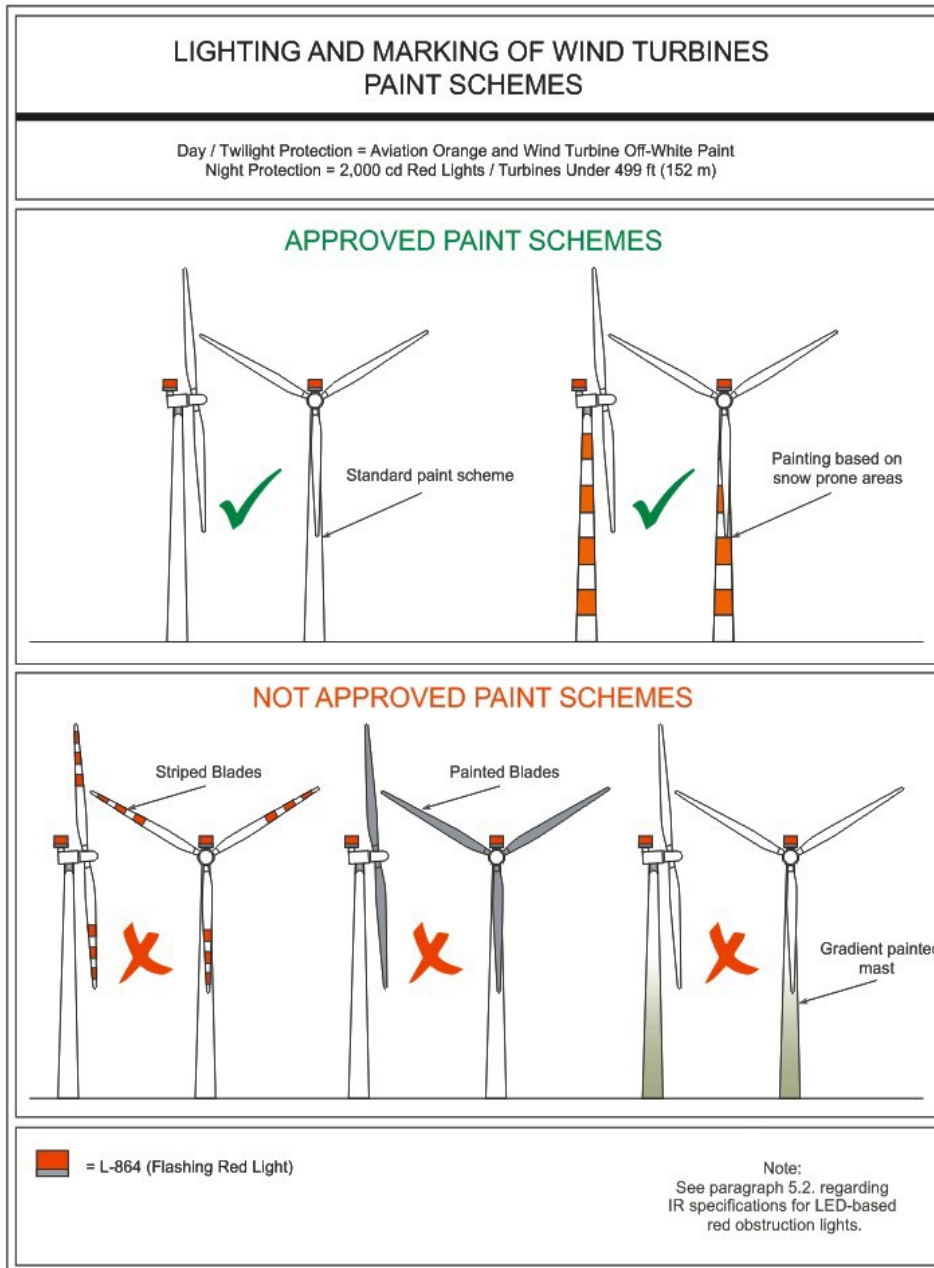 LIGHTING AND MARKING OF WIND TURBINES
PAINT SCHEMES
Day / Twilight Protection = Aviation Orange and Wind Turbine Off-White Paint
Night Protection = 2,000 cd Red Lights / Turbines Under 499 ft (152 m)
APPROVED PAINT SCHEMES
Standard paint scheme
Painting based on
snow prone areas
NOT APPROVED PAINT SCHEMES
Striped Blades
Painted Blades
Gradient painted
mast
= L-864 (Flashing Red Light)
Note:
See paragraph 5.2. regarding
IR specifications for LED-based
red obstruction lights.